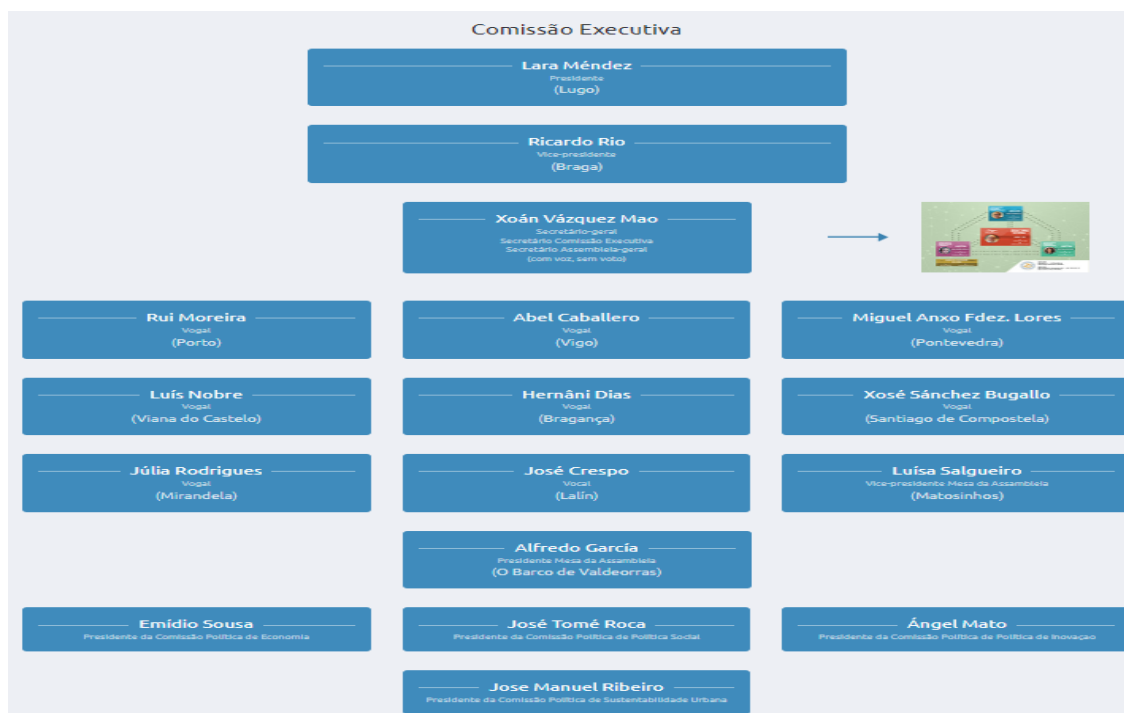 Comissão Executiva
Lara Méndez
Presidente
(Lugo)
Ricardo Rio
Vice-presidente
(Braga)
Xoán Vázquez Mao
Secretário-geral
Secretário Comissão Executiva
Secretário Assembleia-geral
(com voz, sem voto)
Rui Moreira
Vogal
(Porto)
Abel Caballero
Vogal
(Vigo)
Miguel Anxo Fdez. Lores
Vogal
(Pontevedra)
Luís Nobre
Vogal
(Viana do Castelo)
Hernâni Dias
Vogal
(Bragança)
Xosé Sánchez Bugallo
Vogal
(Santiago de Compostela)
Júlia Rodrigues
Vogal
(Mirandela)
José Crespo
Vocal
(Lalín)
Luísa Salgueiro
Vice-presidente Mesa da Assembleia
(Matosinhos)
Alfredo García
Presidente Mesa da Assembleia
(O Barco de Valdeorras)
Emídio Sousa
Presidente da Comissão Política de Economia
José Tomé Roca
Presidente da Comissão Política de Política Social
Ángel Mato
Presidente da Comissão Política de Política de Inovaçao
Jose Manuel Ribeiro
Presidente da Comissão Política de Sustentabilidade Urbana